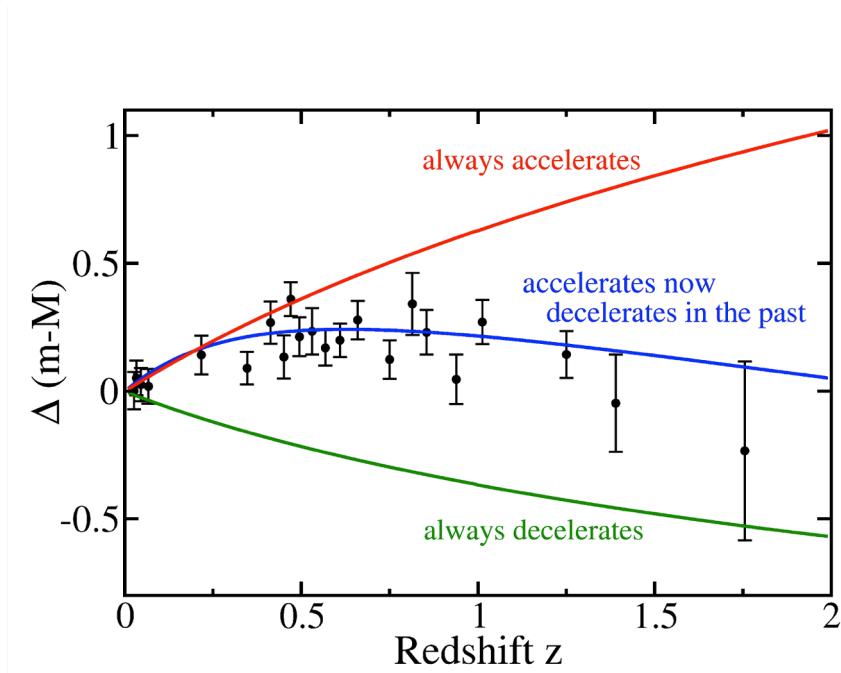 1
always accelerates
0.5
accelerates now
decelerates in the past
Δ (m-M)
0
-0.5
always decelerates
0 0.5 1 1.5 2
Redshift z